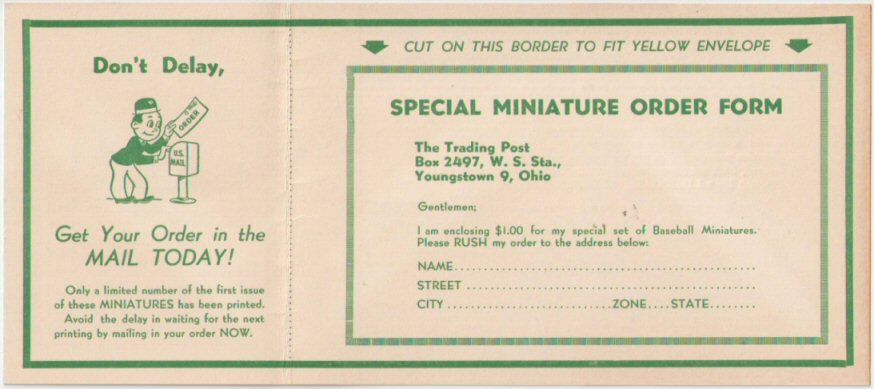 Don't Delay,
TO MAIL
ORDER
U.S.
MAIL
Get Your Order in the
MAIL TODAY!
Only a limited number of the first issue
of these MINIATURES has been printed.
Avoid the delay in waiting for the next
printing by mailing in your order NOW.
CUT ON THIS BORDER TO FIT YELLOW ENVELOPE
SPECIAL MINIATURE ORDER FORM
The Trading Post
Box 2497, W. S. Sta.,
Youngstown 9, Ohio
Gentlemen;
I am enclosing $1.00 for my special set of Baseball Miniatures.
Please RUSH my order to the address below:
NAME
STREET
CITY ZONE STATE